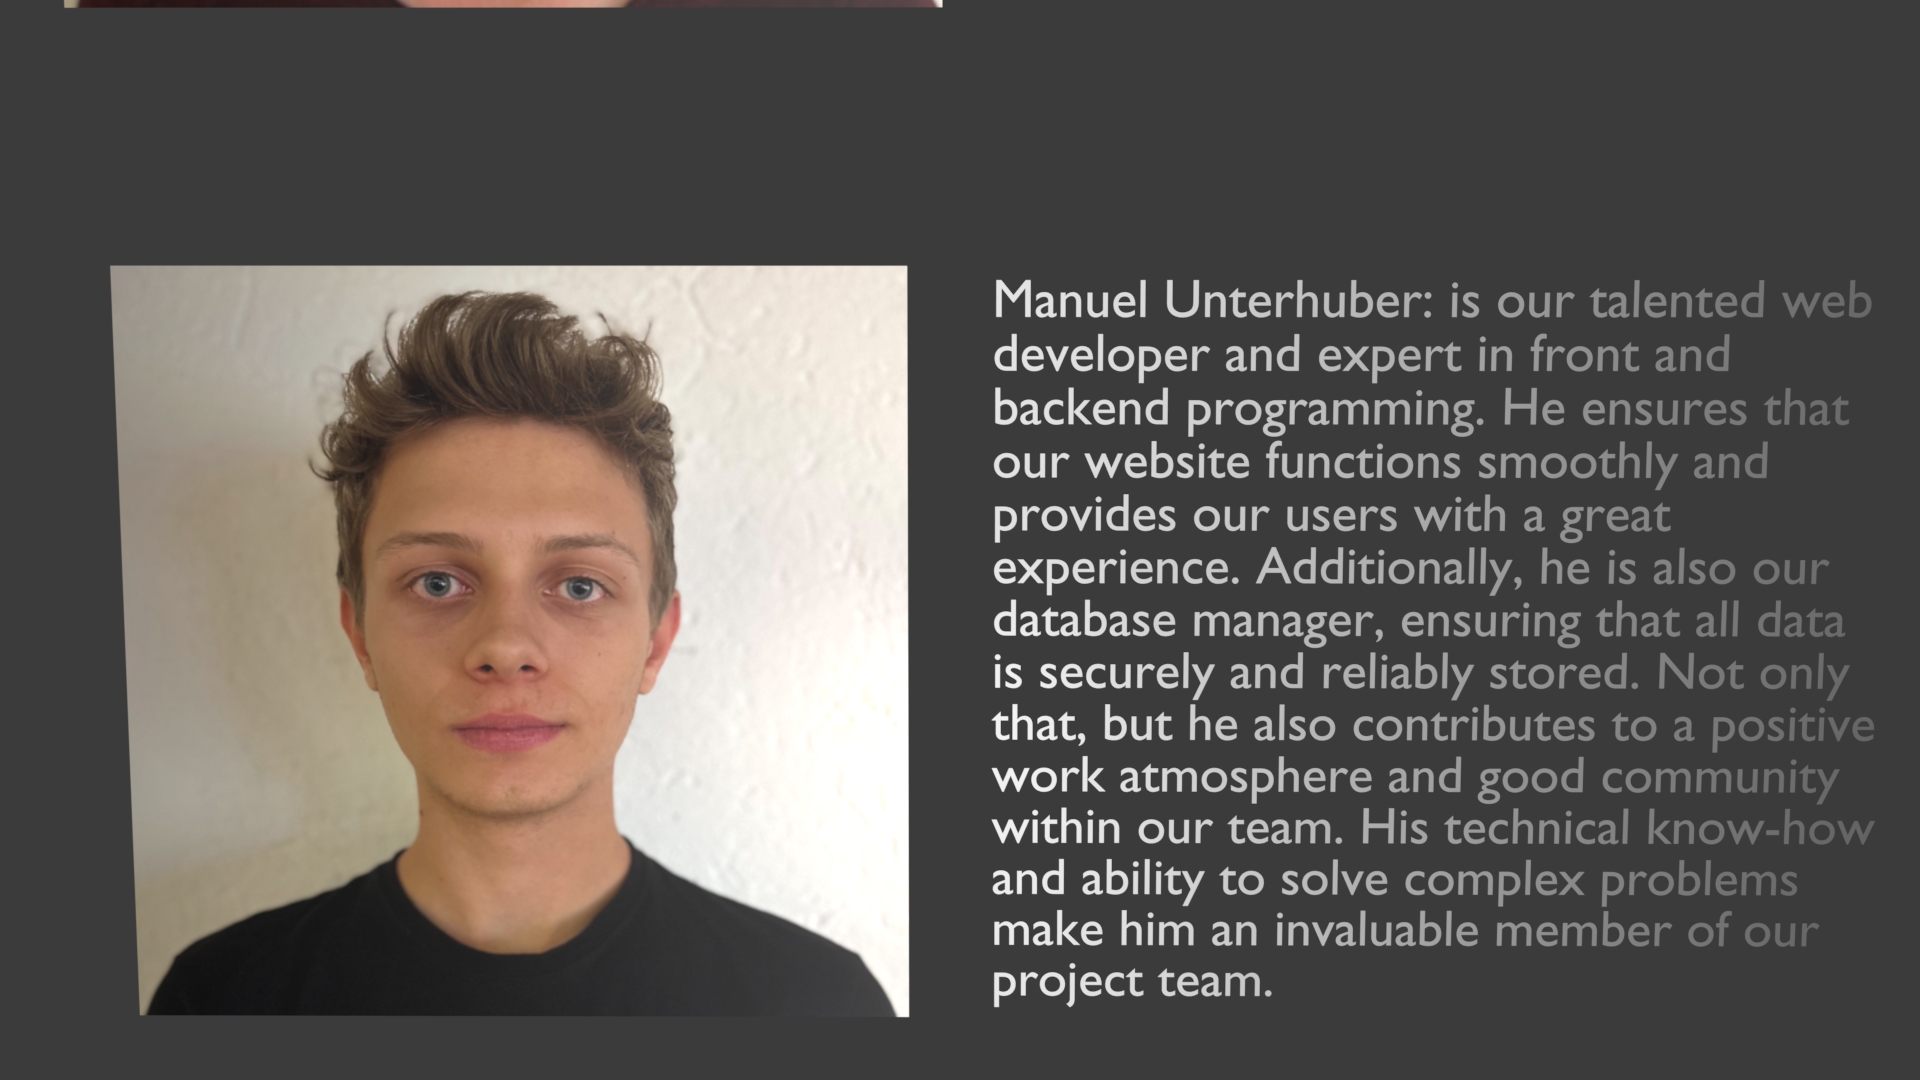 Manuel Unterhuber: is our talented web
developer and expert in front and
backend programming. He ensures that
our website functions smoothly and
provides our users with a great
experience. Additionally, he is also our
database manager, ensuring that all data
is securely and reliably stored. Not only
that, but he also contributes to a positive
work atmosphere and good community
within our team. His technical know-how
and ability to solve complex problems
make him an invaluable member of our
project team.